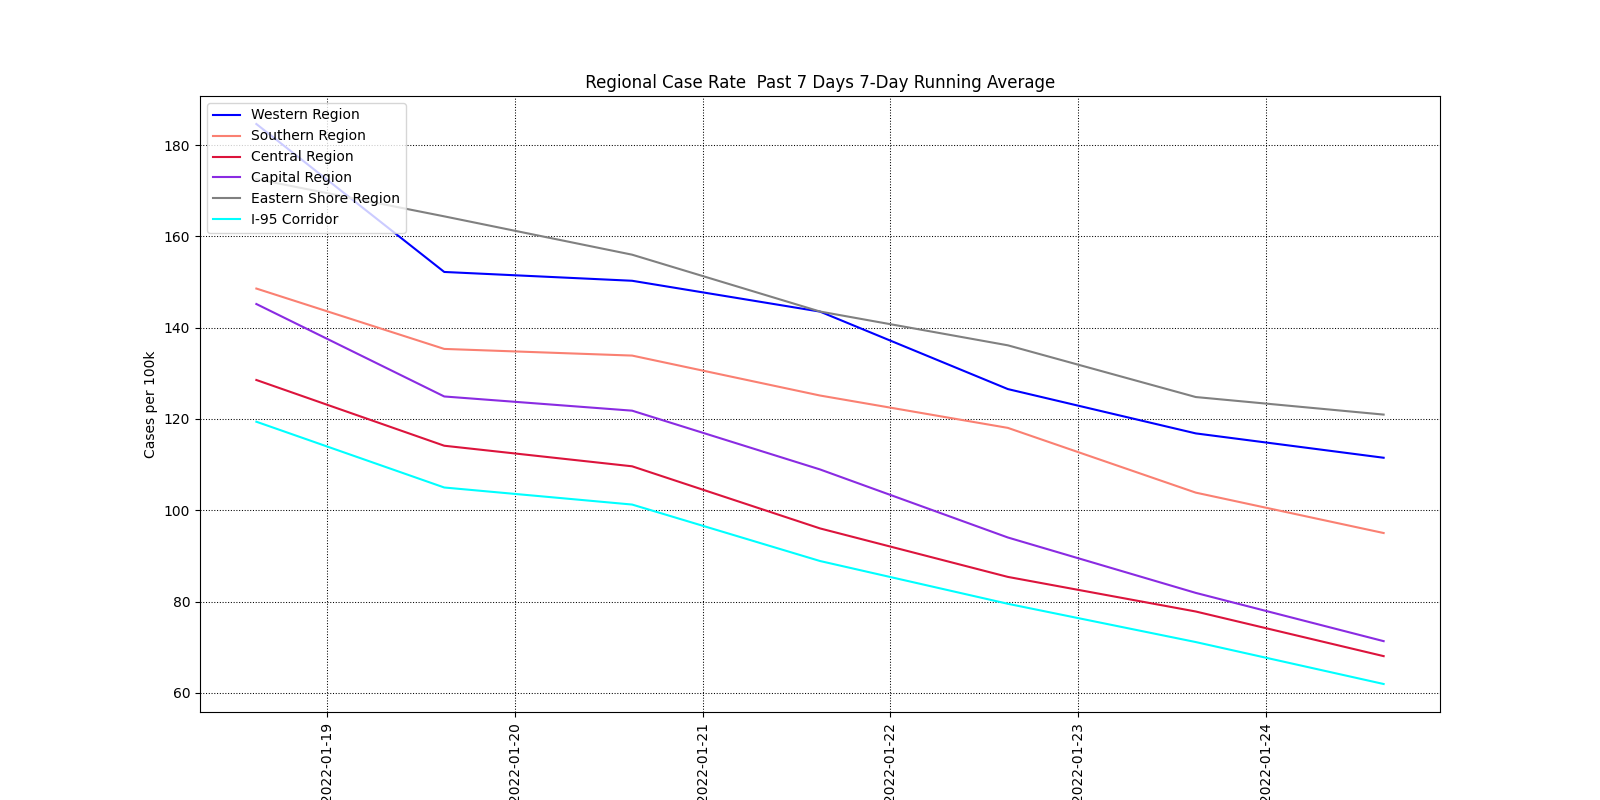 Regional Case Rate  Past 7 Days 7-Day Running Average
Western Region
Southern Region
Central Region
Capital Region
Eastern Shore Region
I-95 Corridor
Cases per 100k
180
160
140
120
100
80
60
2022-01-19
2022-01-20
2022-01-21
2022-01-22
2022-01-23
2022-01-24